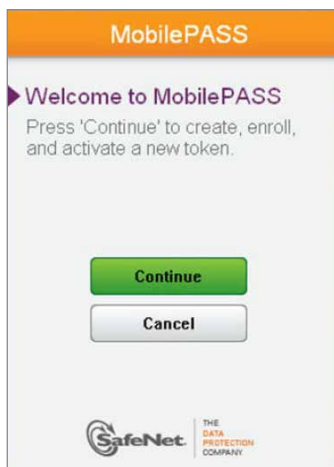 MobilePASS
Welcome to MobilePASS
Press 'Continue' to create, enroll,
and activate a new token.
Continue
Cancel
SafeNet.
THE
DATA
PROTECTION
COMPANY